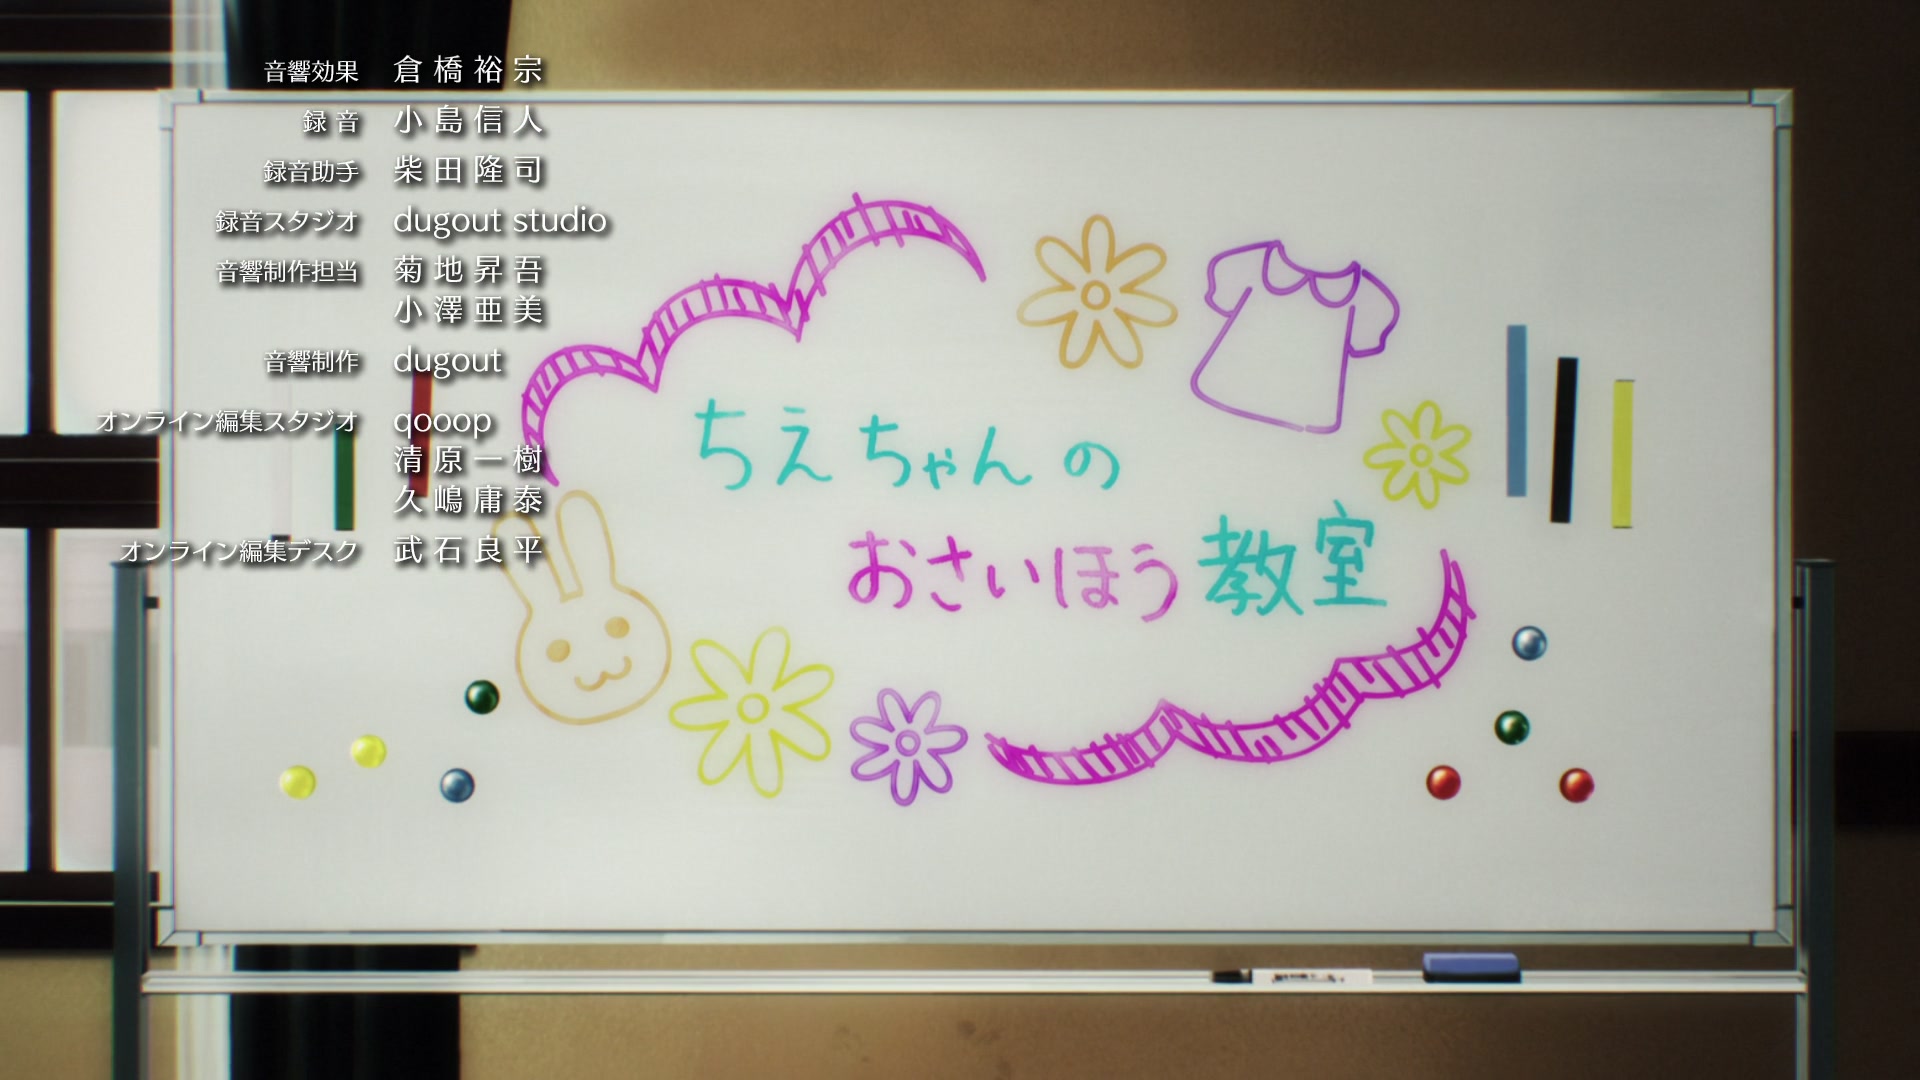 音響効果 倉橋裕宗
録音 小島信人
録音助手 柴田隆司
録音スタジオ dugout studio
音響制作担当 菊地昇吾
小澤亜美
音響制作 dugout
オンライン編集スタジオ qooop
清原一樹
久嶋庸泰
オンライン編集デスク 武石良平
ちえちゃんの
おさいほう教室